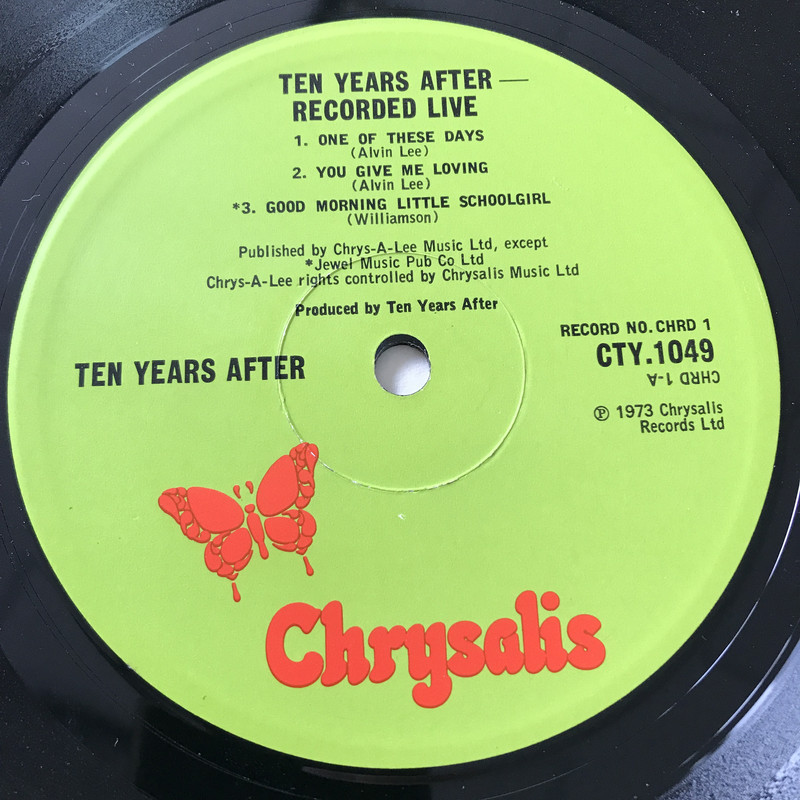 TEN YEARS AFTER—
RECORDED LIVE
1. ONE OF THESE DAYS
(Alvin Lee)
2. YOU GIVE ME LOVING
(Alvin Lee)
*3. GOOD MORNING LITTLE SCHOOLGIRL
(Williamson)
Published by Chrys-A-Lee Music Ltd, except
*Jewel Music Pub Co Ltd
Chrys-A-Lee rights controlled by Chrysalis Music Ltd
Produced by Ten Years After
TEN YEARS AFTER
RECORD NO. CHRD 1
CTY.1049
CHRD 1-A
℗ 1973 Chrysalis
Records Ltd
Chrysalis